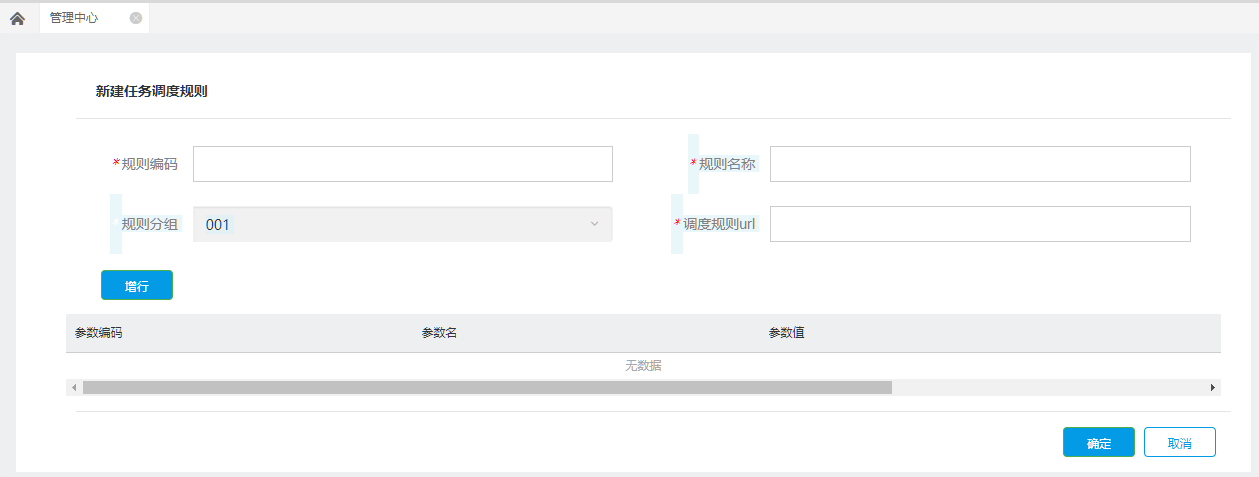 管理中心
新建任务调度规则
*规则编码
*规则名称
规则分组 001
*调度规则url
增行
参数编码 参数名 参数值
无数据
确定 取消